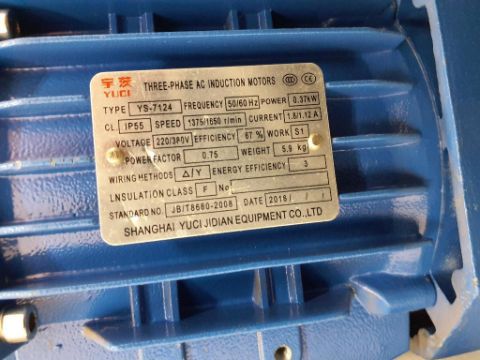 宇茨
YUCI
THREE-PHASE AC INDUCTION MOTORS
CCC CE
TYPE YS-7124 FREQUENCY 50/60 Hz POWER 0.37kW
CL. IP55 SPEED 1375/1650 r/min CURRENT 1.8/1.12 A
VOLTAGE 220/380V EFFICIENCY 67 % WORK S1
POWER FACTOR 0.75 WEIGHT 5.9 kg
WIRING METHODS △/Y ENERGY EFFICIENCY 3
LNSULATION CLASS F No
STANDARD NO. JB/T8680-2008 DATE 2018 / /
SHANGHAI YUCI JIDIAN EQUIPMENT CO.,LTD